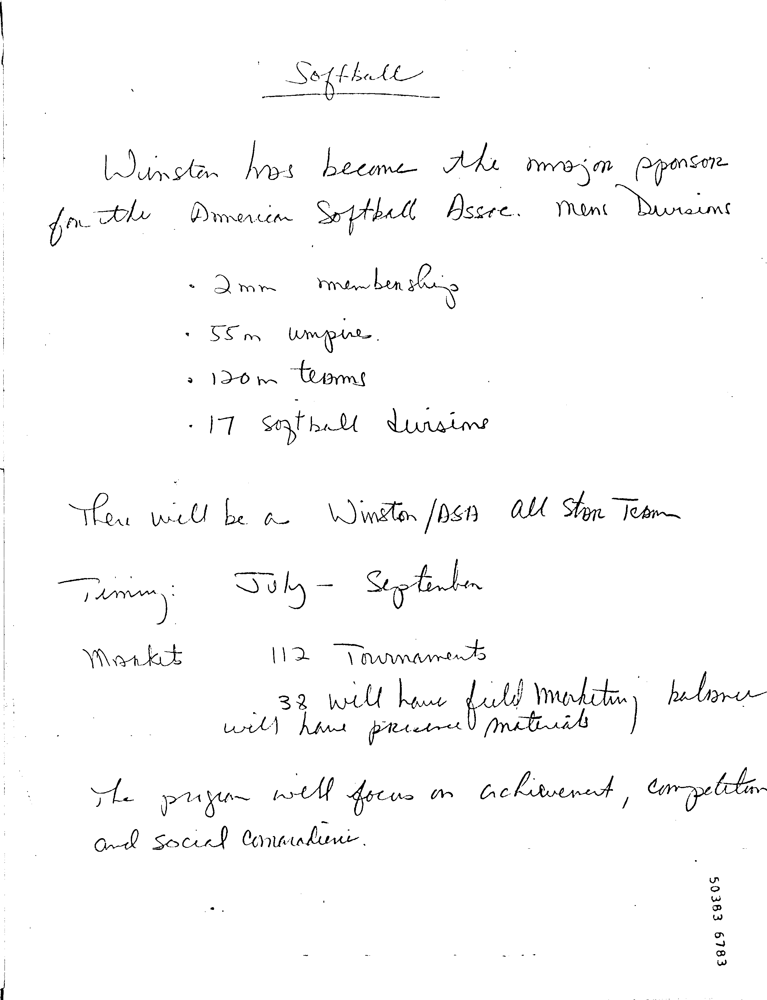 Softball
Winston has become the major sponsor
for the American Softball Assoc. mens Divisions
• 2mm membership
• 55m umpire.
• 120m teams
• 17 softball divisions
There will be a Winston/ASA all Star Team
Timing: July - September
Markets 112 Tournaments
38 will have field marketing balance
will have presence materials
The program will focus on achievement, competition
and social comaraderie.
50383 6783